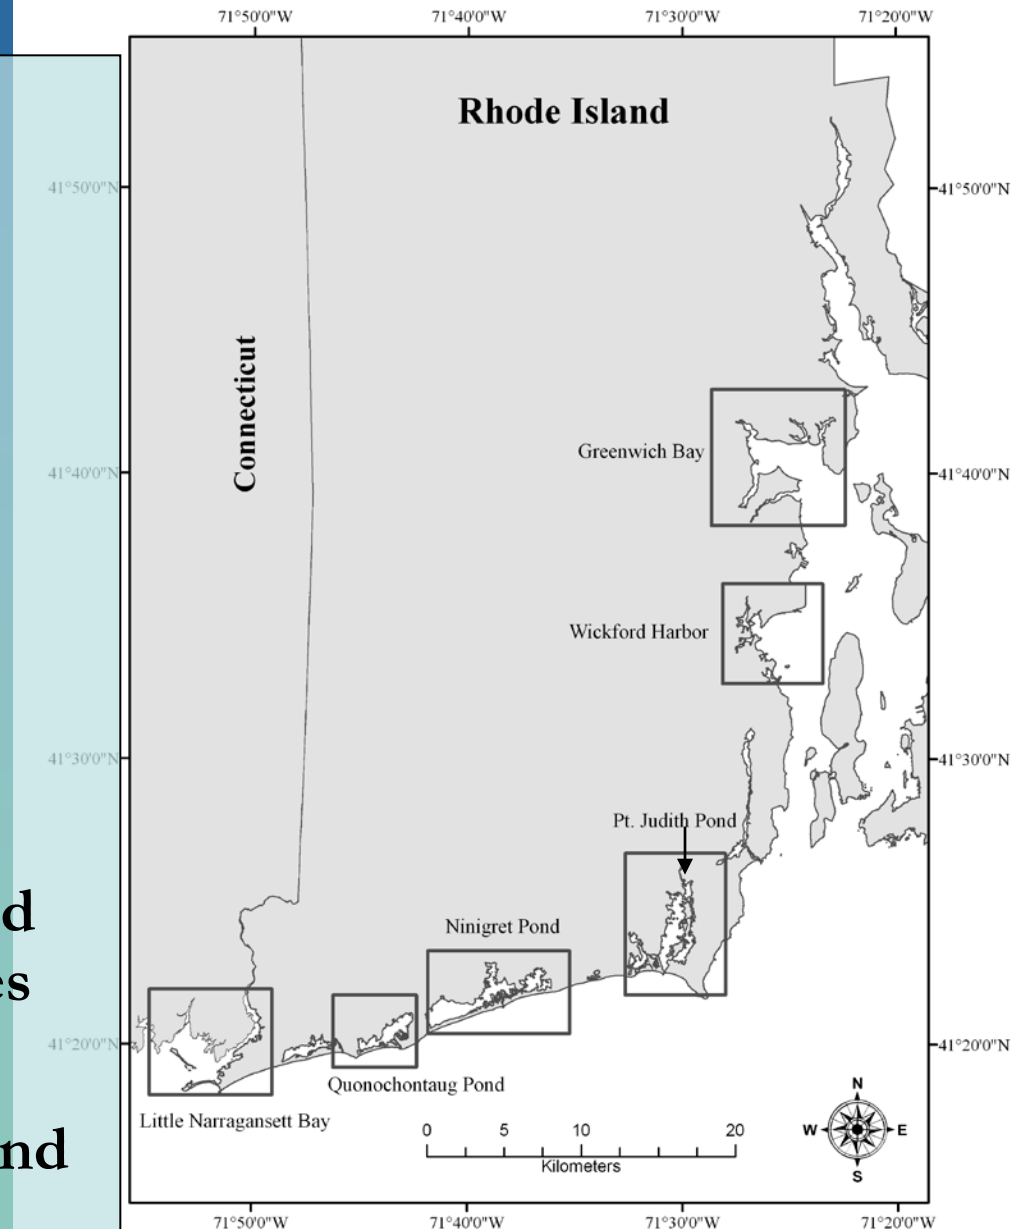 71°50'0"W 71°40'0"W 71°30'0"W 71°20'0"W
Rhode Island
41°50'0"N 41°50'0"N
Connecticut
Greenwich Bay
41°40'0"N 41°40'0"N
Wickford Harbor
41°30'0"N 41°30'0"N
Pt. Judith Pond
d
Ninigret Pond
es
41°20'0"N 41°20'0"N
Quonochontaug Pond
N
Little Narragansett Bay
0 5 10 20
W E
nd
Kilometers
S
71°50'0"W 71°40'0"W 71°30'0"W 71°20'0"W